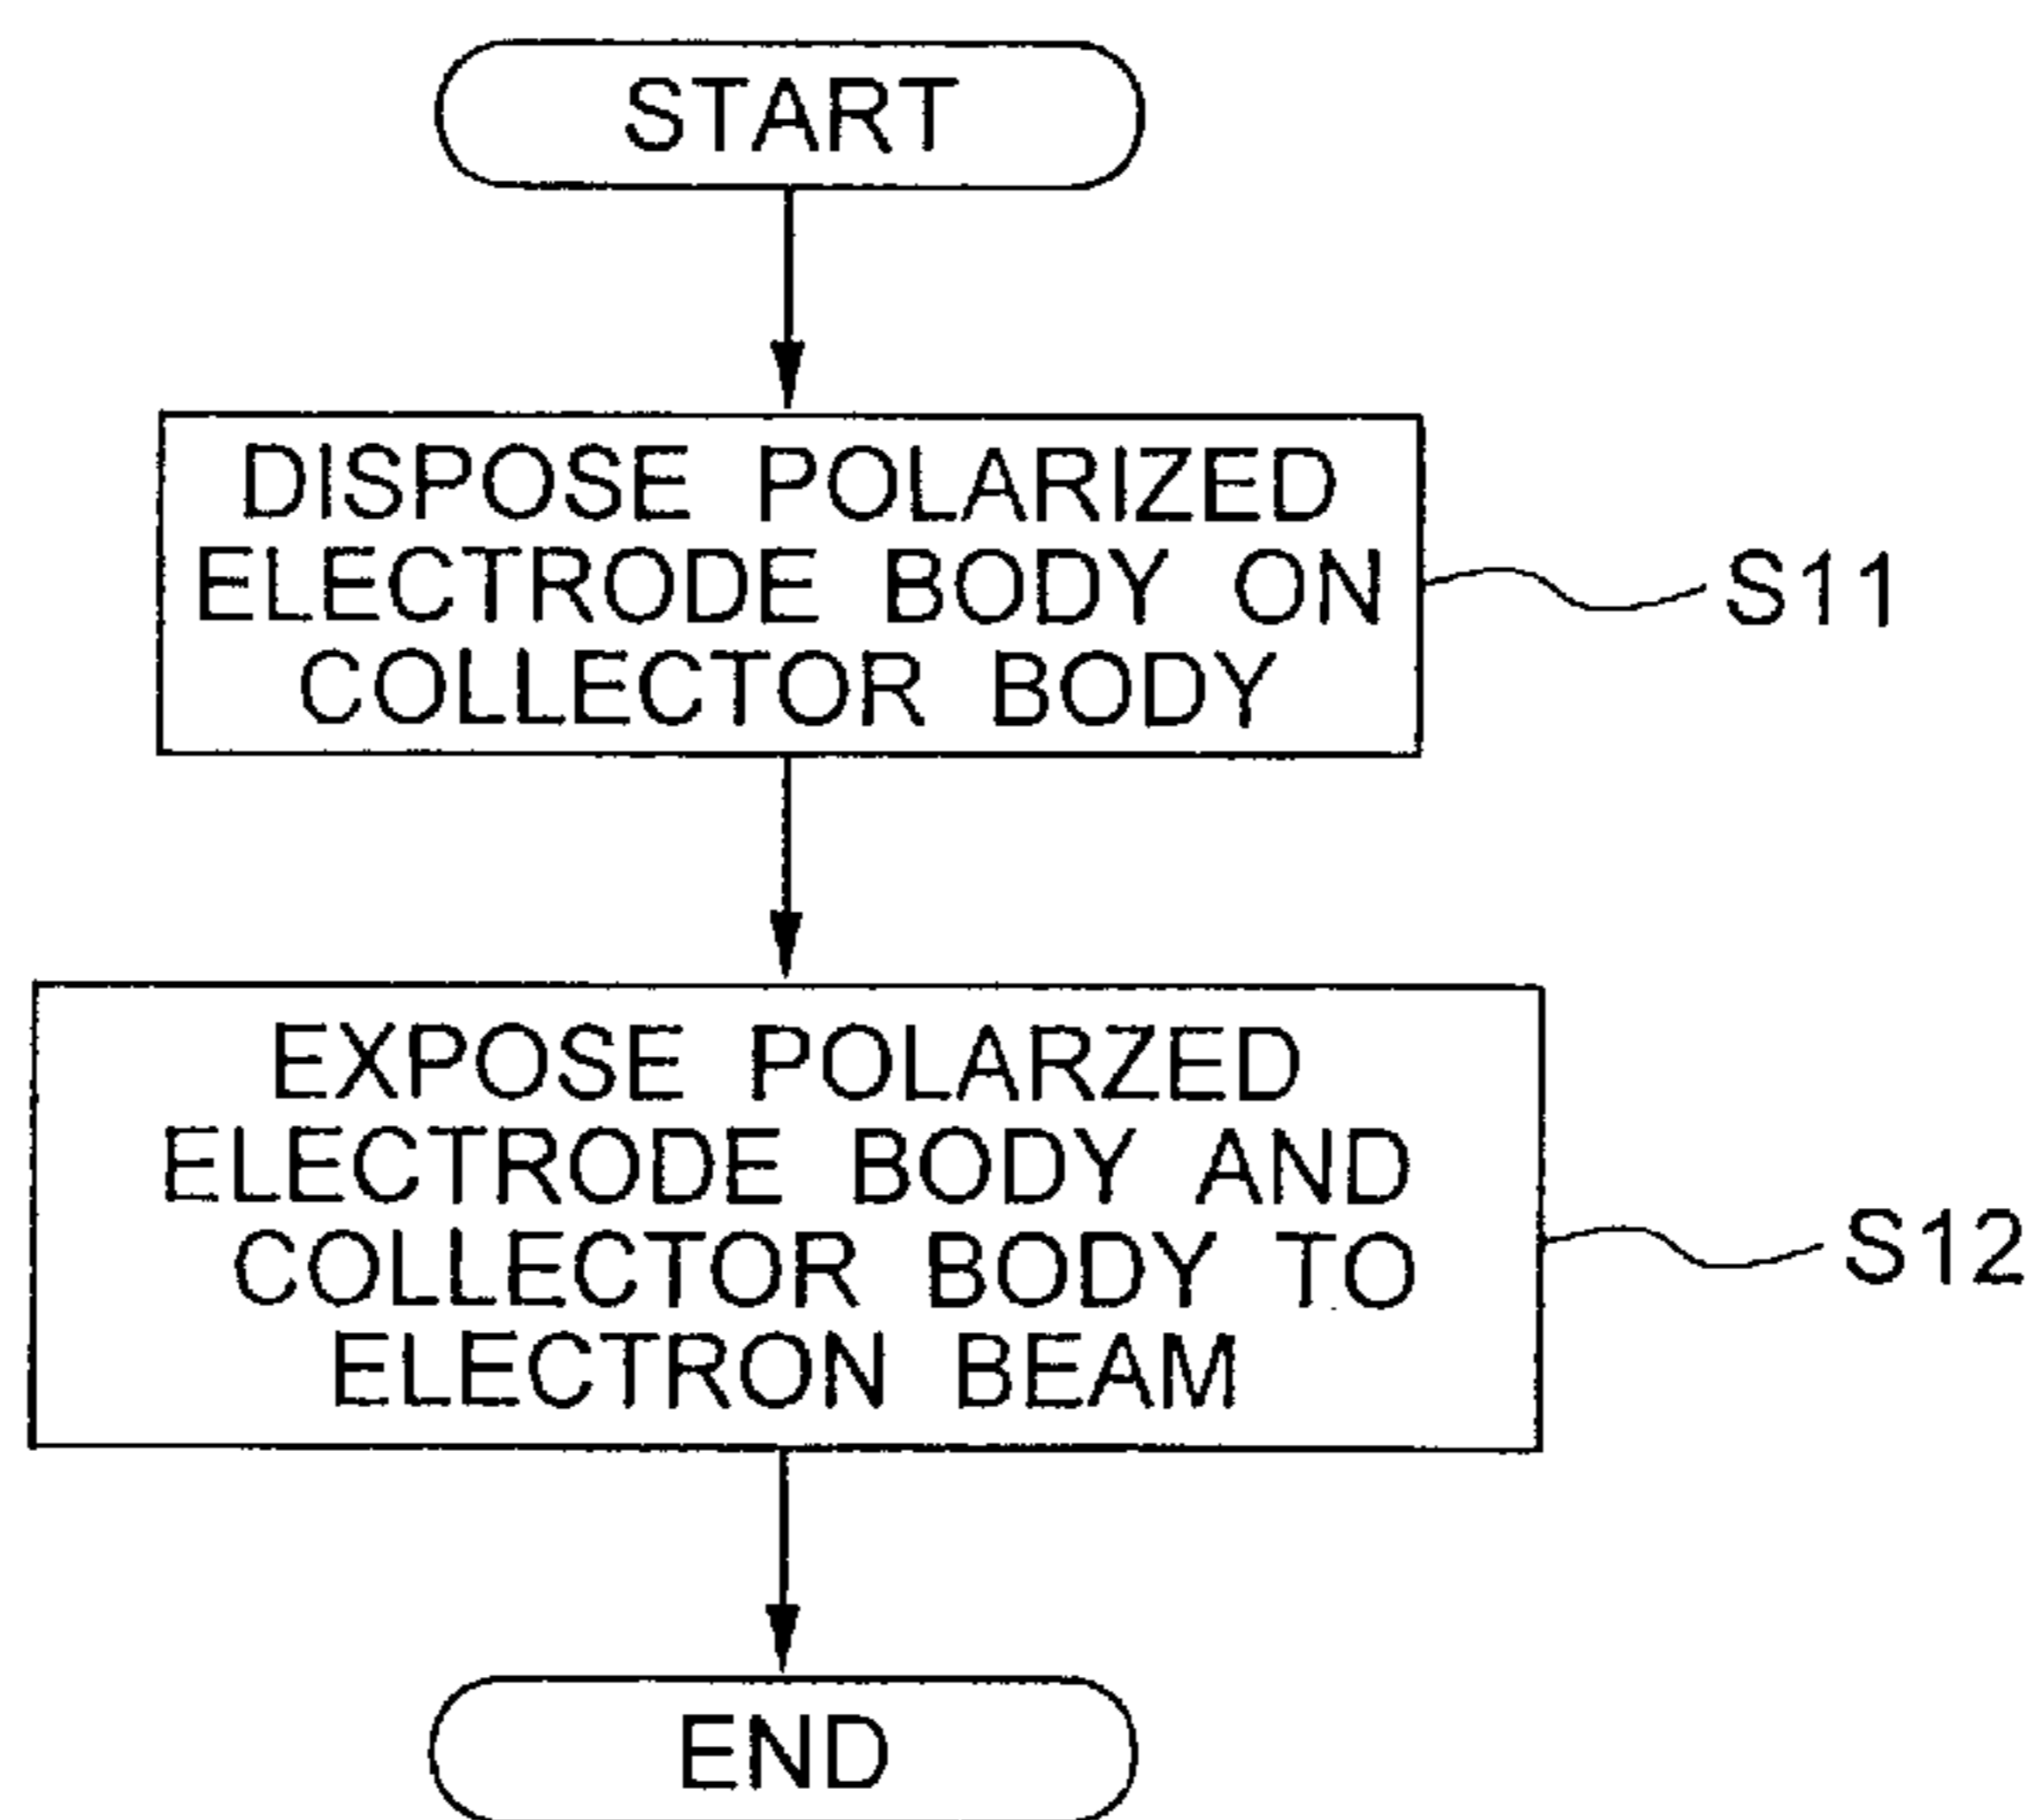 START
DISPOSE POLARIZED
ELECTRODE BODY ON
COLLECTOR BODY
S11
EXPOSE POLARZED
ELECTRODE BODY AND
COLLECTOR BODY TO
ELECTRON BEAM
S12
END